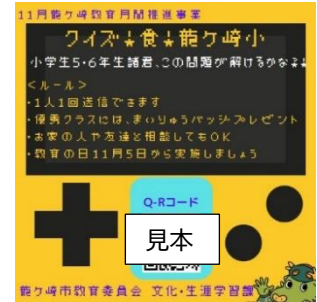 11月龍ケ崎教育月間推進事業
クイズ★食★龍ケ崎小
小学生5・6年生諸君、この問題が解けるかな★★
<ルール>
・1人1回送信できます
・優秀クラスには、まいりゅうバッジプレゼント
・お家の人や友達と相談してもOK
・教育の日11月5日から実施しましょう
Q-Rコード
見本
龍ケ崎市教育委員会 文化・生涯学習課